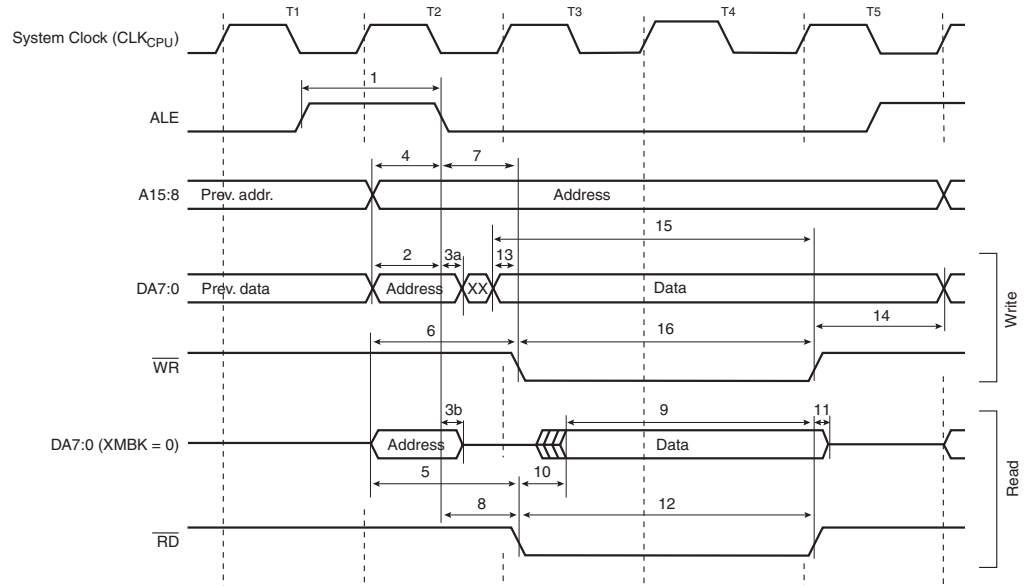 T1 T2 T3 T4 T5
System Clock (CLKCPU)
1
ALE
4 7
A15:8 Prev. addr. Address
15
2 3a 13
DA7:0 Prev. data Address XX Data
6 16 14
WR
Write
3b 9 11
DA7:0 (XMBK = 0) Address Data
5 10
8 12
RD
Read